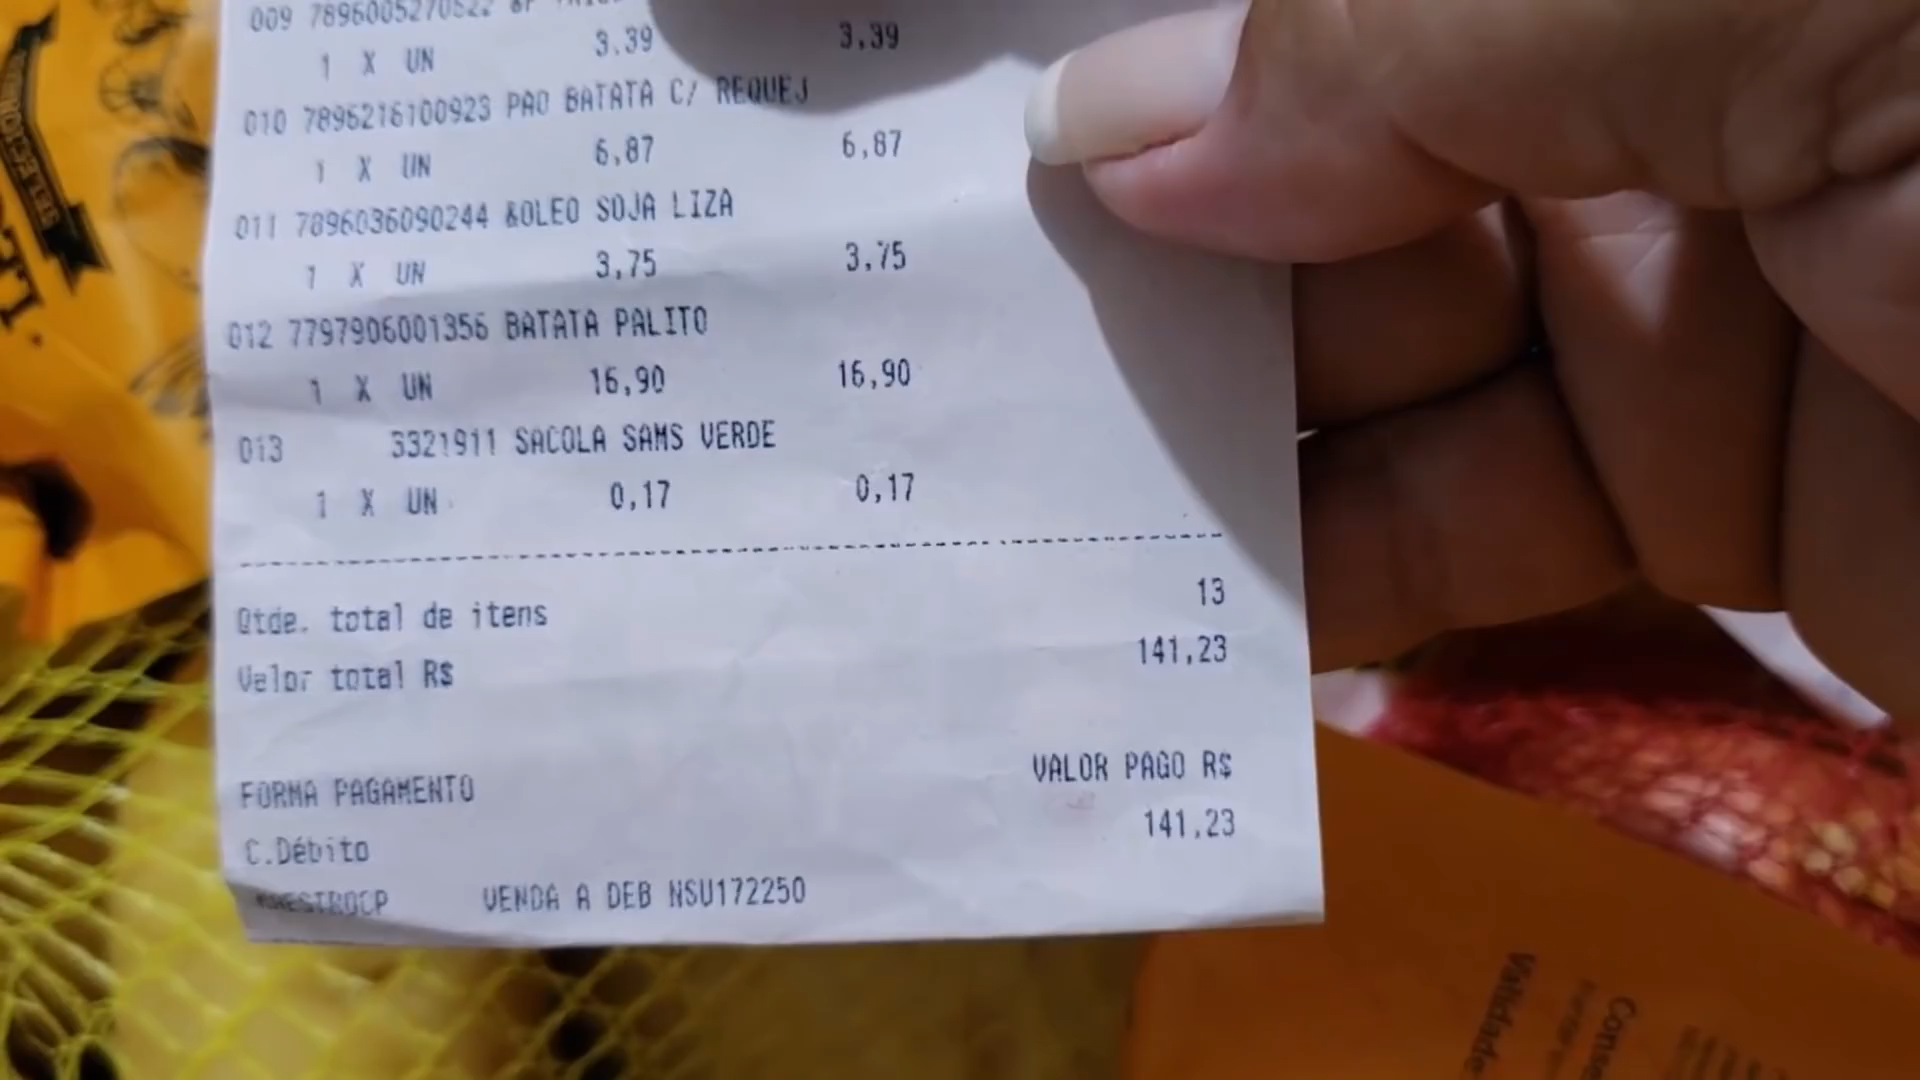 009 7896005270522
1 X UN 3,39 3,39
010 7896216100923 PAO BATATA C/ REQUEJ
1 X UN 6,87 6,87
011 7896036090244 &OLEO SOJA LIZA
1 X UN 3,75 3,75
012 7797906001356 BATATA PALITO
1 X UN 16,90 16,90
013 3321911 SACOLA SAMS VERDE
1 X UN 0,17 0,17
Qtde. total de itens 13
Valor total R$ 141,23
FORMA PAGAMENTO VALOR PAGO R$
C.Débito 141,23
VENDA A DEB NSU172250
Validade